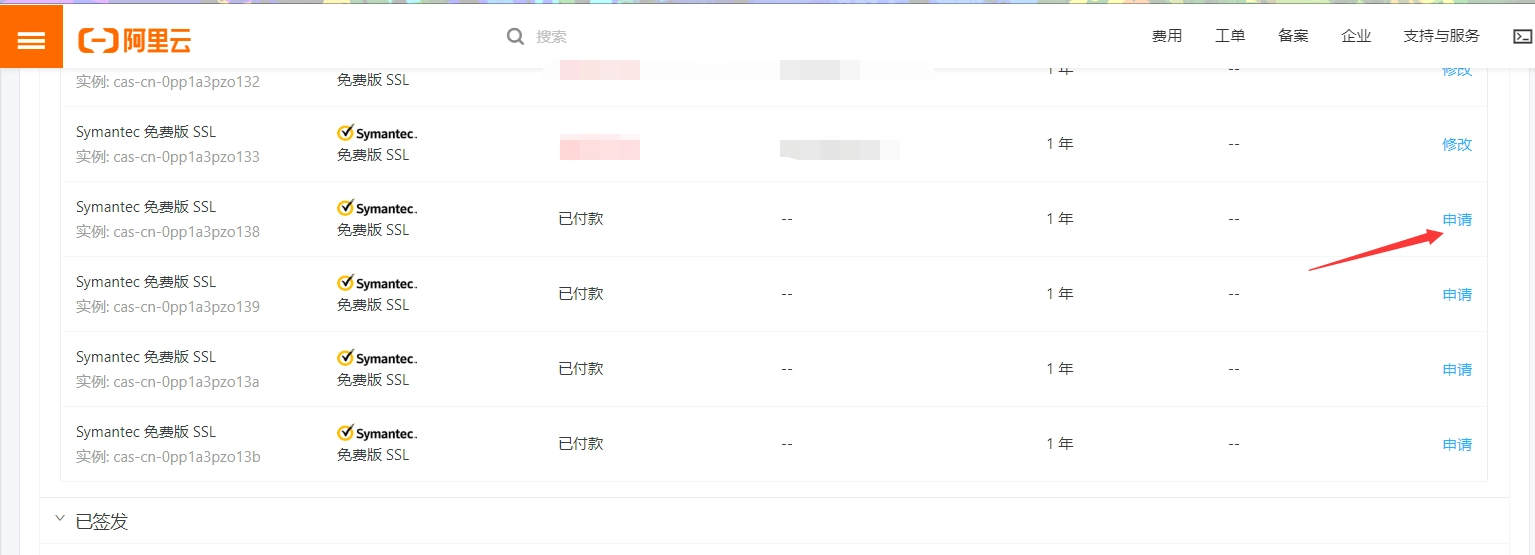 阿里云
搜索
费用 工单 备案 企业 支持与服务
实例: cas-cn-0pp1a3pzo132 免费版 SSL 1 年 -- 修改
Symantec 免费版 SSL Symantec.
实例: cas-cn-0pp1a3pzo133 免费版 SSL 1 年 -- 修改
Symantec 免费版 SSL Symantec.
实例: cas-cn-0pp1a3pzo138 免费版 SSL 已付款 -- 1 年 -- 申请
Symantec 免费版 SSL Symantec.
实例: cas-cn-0pp1a3pzo139 免费版 SSL 已付款 -- 1 年 -- 申请
Symantec 免费版 SSL Symantec.
实例: cas-cn-0pp1a3pzo13a 免费版 SSL 已付款 -- 1 年 -- 申请
Symantec 免费版 SSL Symantec.
实例: cas-cn-0pp1a3pzo13b 免费版 SSL 已付款 -- 1 年 -- 申请
已签发